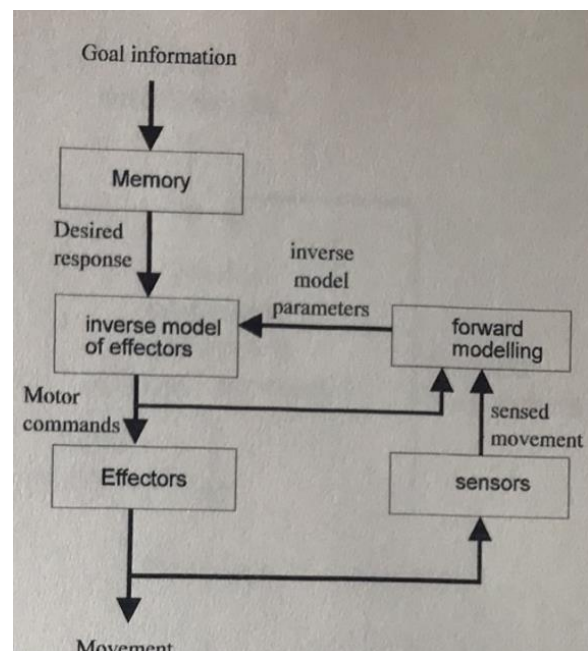 Goal information
Memory
Desired
response
inverse
model
parameters
inverse model
of effectors
forward
modelling
Motor
commands
sensed
movement
Effectors
sensors
Movement